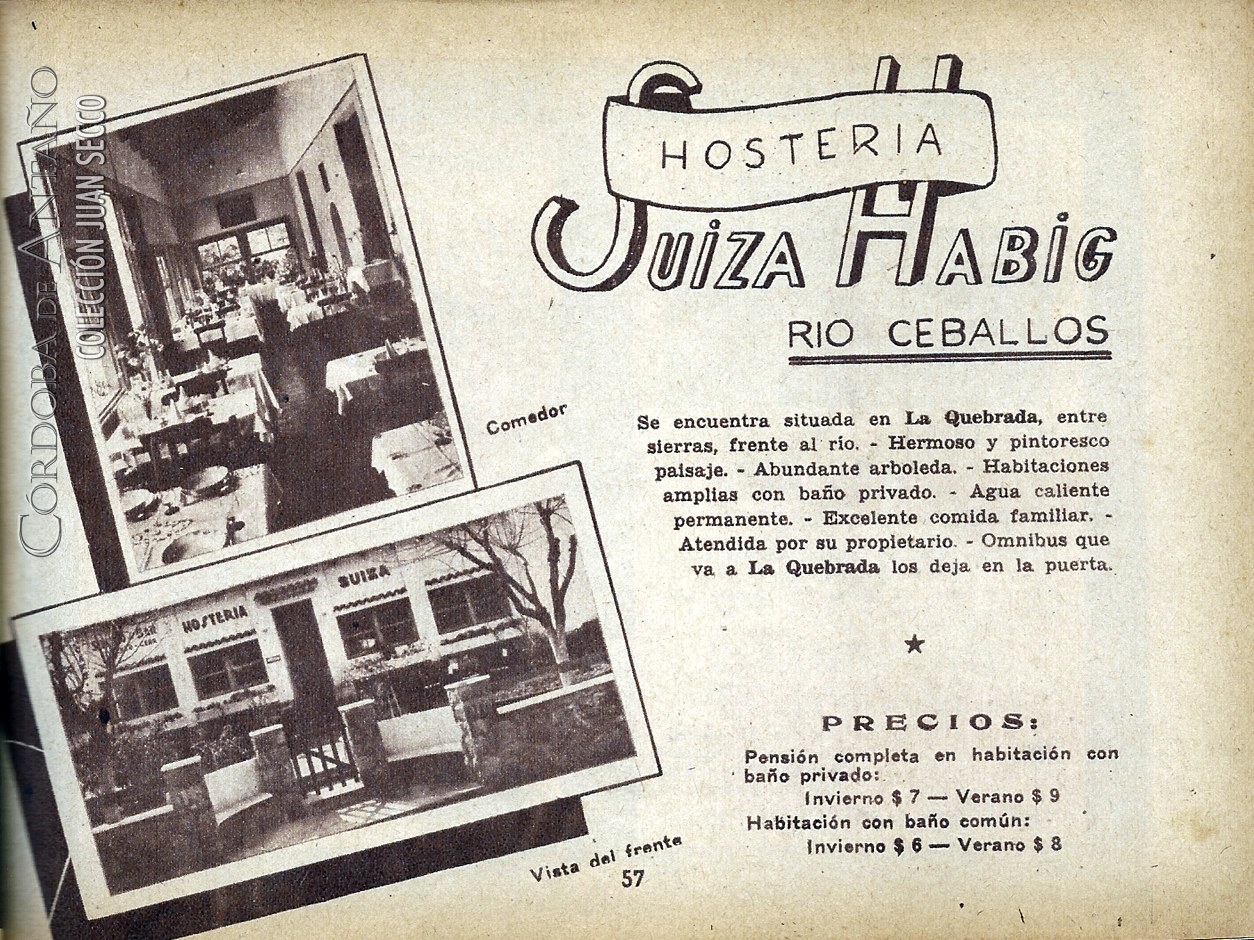 CÓRDOBA DE ANTAÑO
COLECCIÓN JUAN SECCO
HOSTERIA
SUIZA HABIG
RIO CEBALLOS
Comedor
Se encuentra situada en La Quebrada, entre
sierras, frente al río. - Hermoso y pintoresco
paisaje. - Abundante arboleda. - Habitaciones
amplias con baño privado. - Agua caliente
permanente. - Excelente comida familiar. -
Atendida por su propietario. - Omnibus que
va a La Quebrada los deja en la puerta.
HOSTERIA
SUIZA
BAR
PRECIOS:
Pensión completa en habitación con
baño privado:
Invierno $ 7 — Verano $ 9
Habitación con baño común:
Invierno $ 6 — Verano $ 8
Vista del frente
57